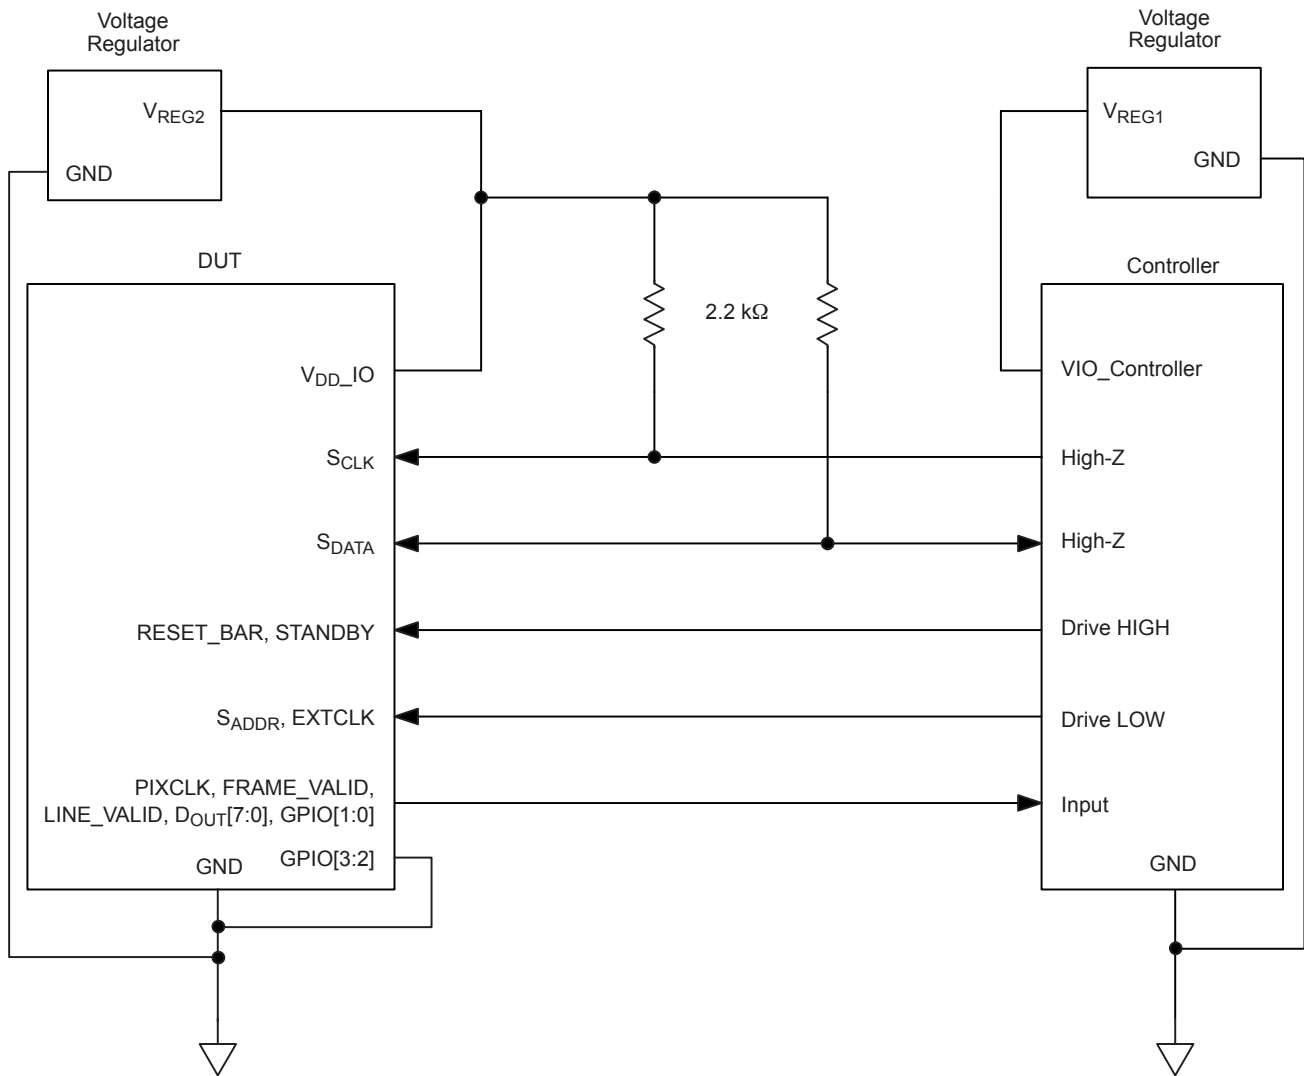 Voltage
Regulator
V_REG2
GND
Voltage
Regulator
V_REG1
GND
DUT
V_DD_IO
S_CLK
S_DATA
RESET_BAR, STANDBY
S_ADDR, EXTCLK
PIXCLK, FRAME_VALID,
LINE_VALID, D_OUT[7:0], GPIO[1:0]
GPIO[3:2]
GND
2.2 kΩ
Controller
VIO_Controller
High-Z
High-Z
Drive HIGH
Drive LOW
Input
GND